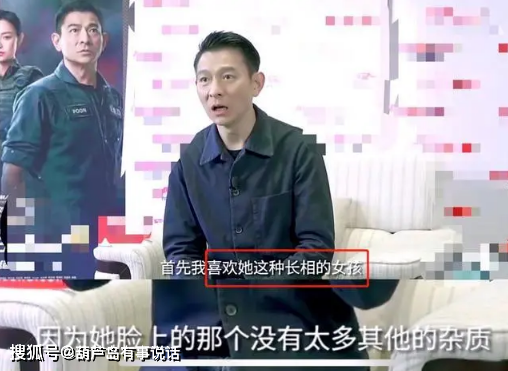 POON
首先我喜欢她这种长相的女孩
因为她脸上的那个没有太多其他的杂质
搜狐号@葫芦岛有事说话